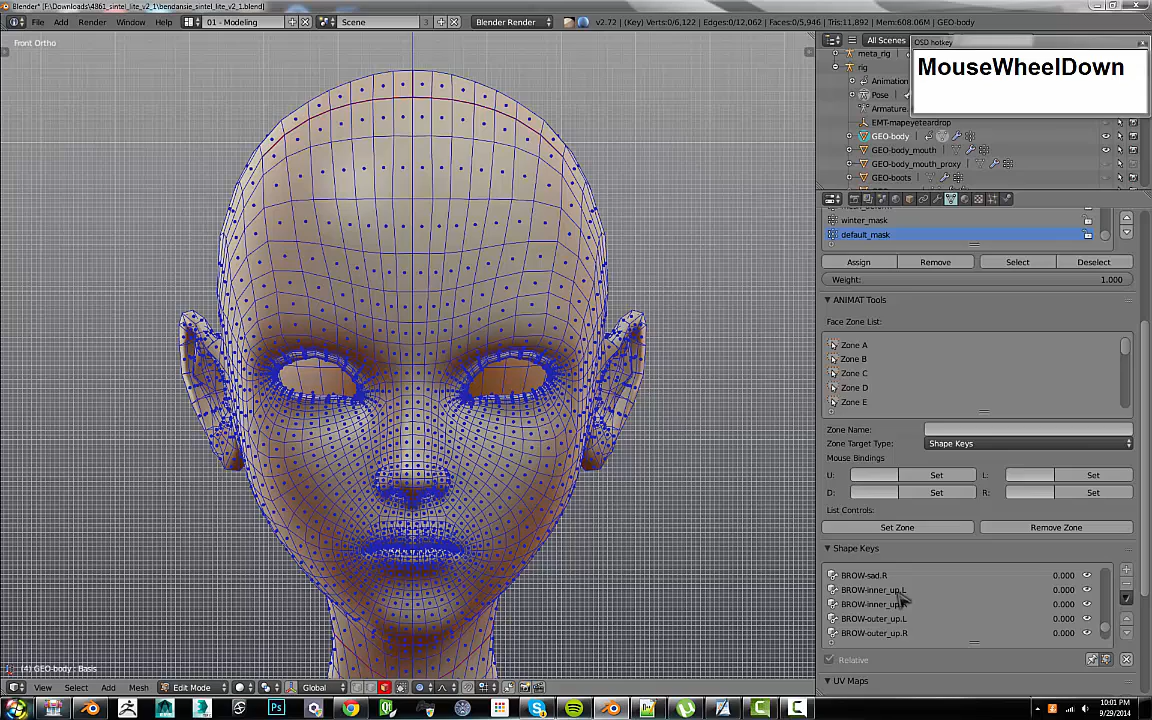 Blender* [F:\Downloads\4861_sintel_lite_v2_1\bendansie_sintel_lite_v2_1.blend]
File Render Window Help 01 - Modeling Scene 3 Blender Render v2.72 | (Key) Verts:0/6,122 | Edges:0/12,062 | Faces:0/5,946 | Tris:11,892 | Mem:608.06M | GEO-body
Front Ortho
All Scenes
OSD hotkey
MouseWheelDown
meta_rig
rig
Animation
Pose
Armature.
EMT-mapeyeteardrop
GEO-body
GEO-body_mouth
GEO-body_mouth_proxy
GEO-boots
winter_mask
default_mask
Assign Remove Select Deselect
Weight: 1.000
ANIMAT Tools
Face Zone List:
Zone A
Zone B
Zone C
Zone D
Zone E
Zone Name:
Zone Target Type: Shape Keys
Mouse Bindings
U: Set L: Set
D: Set R: Set
List Controls:
Set Zone Remove Zone
Shape Keys
BROW-sad.R 0.000
BROW-inner_up.L 0.000
BROW-inner_up 0.000
BROW-outer_up.L 0.000
BROW-outer_up.R 0.000
Relative
UV Maps
(4) GEO-body : Basis
View Select Add Mesh Edit Mode Global
10:01 PM
9/29/2014